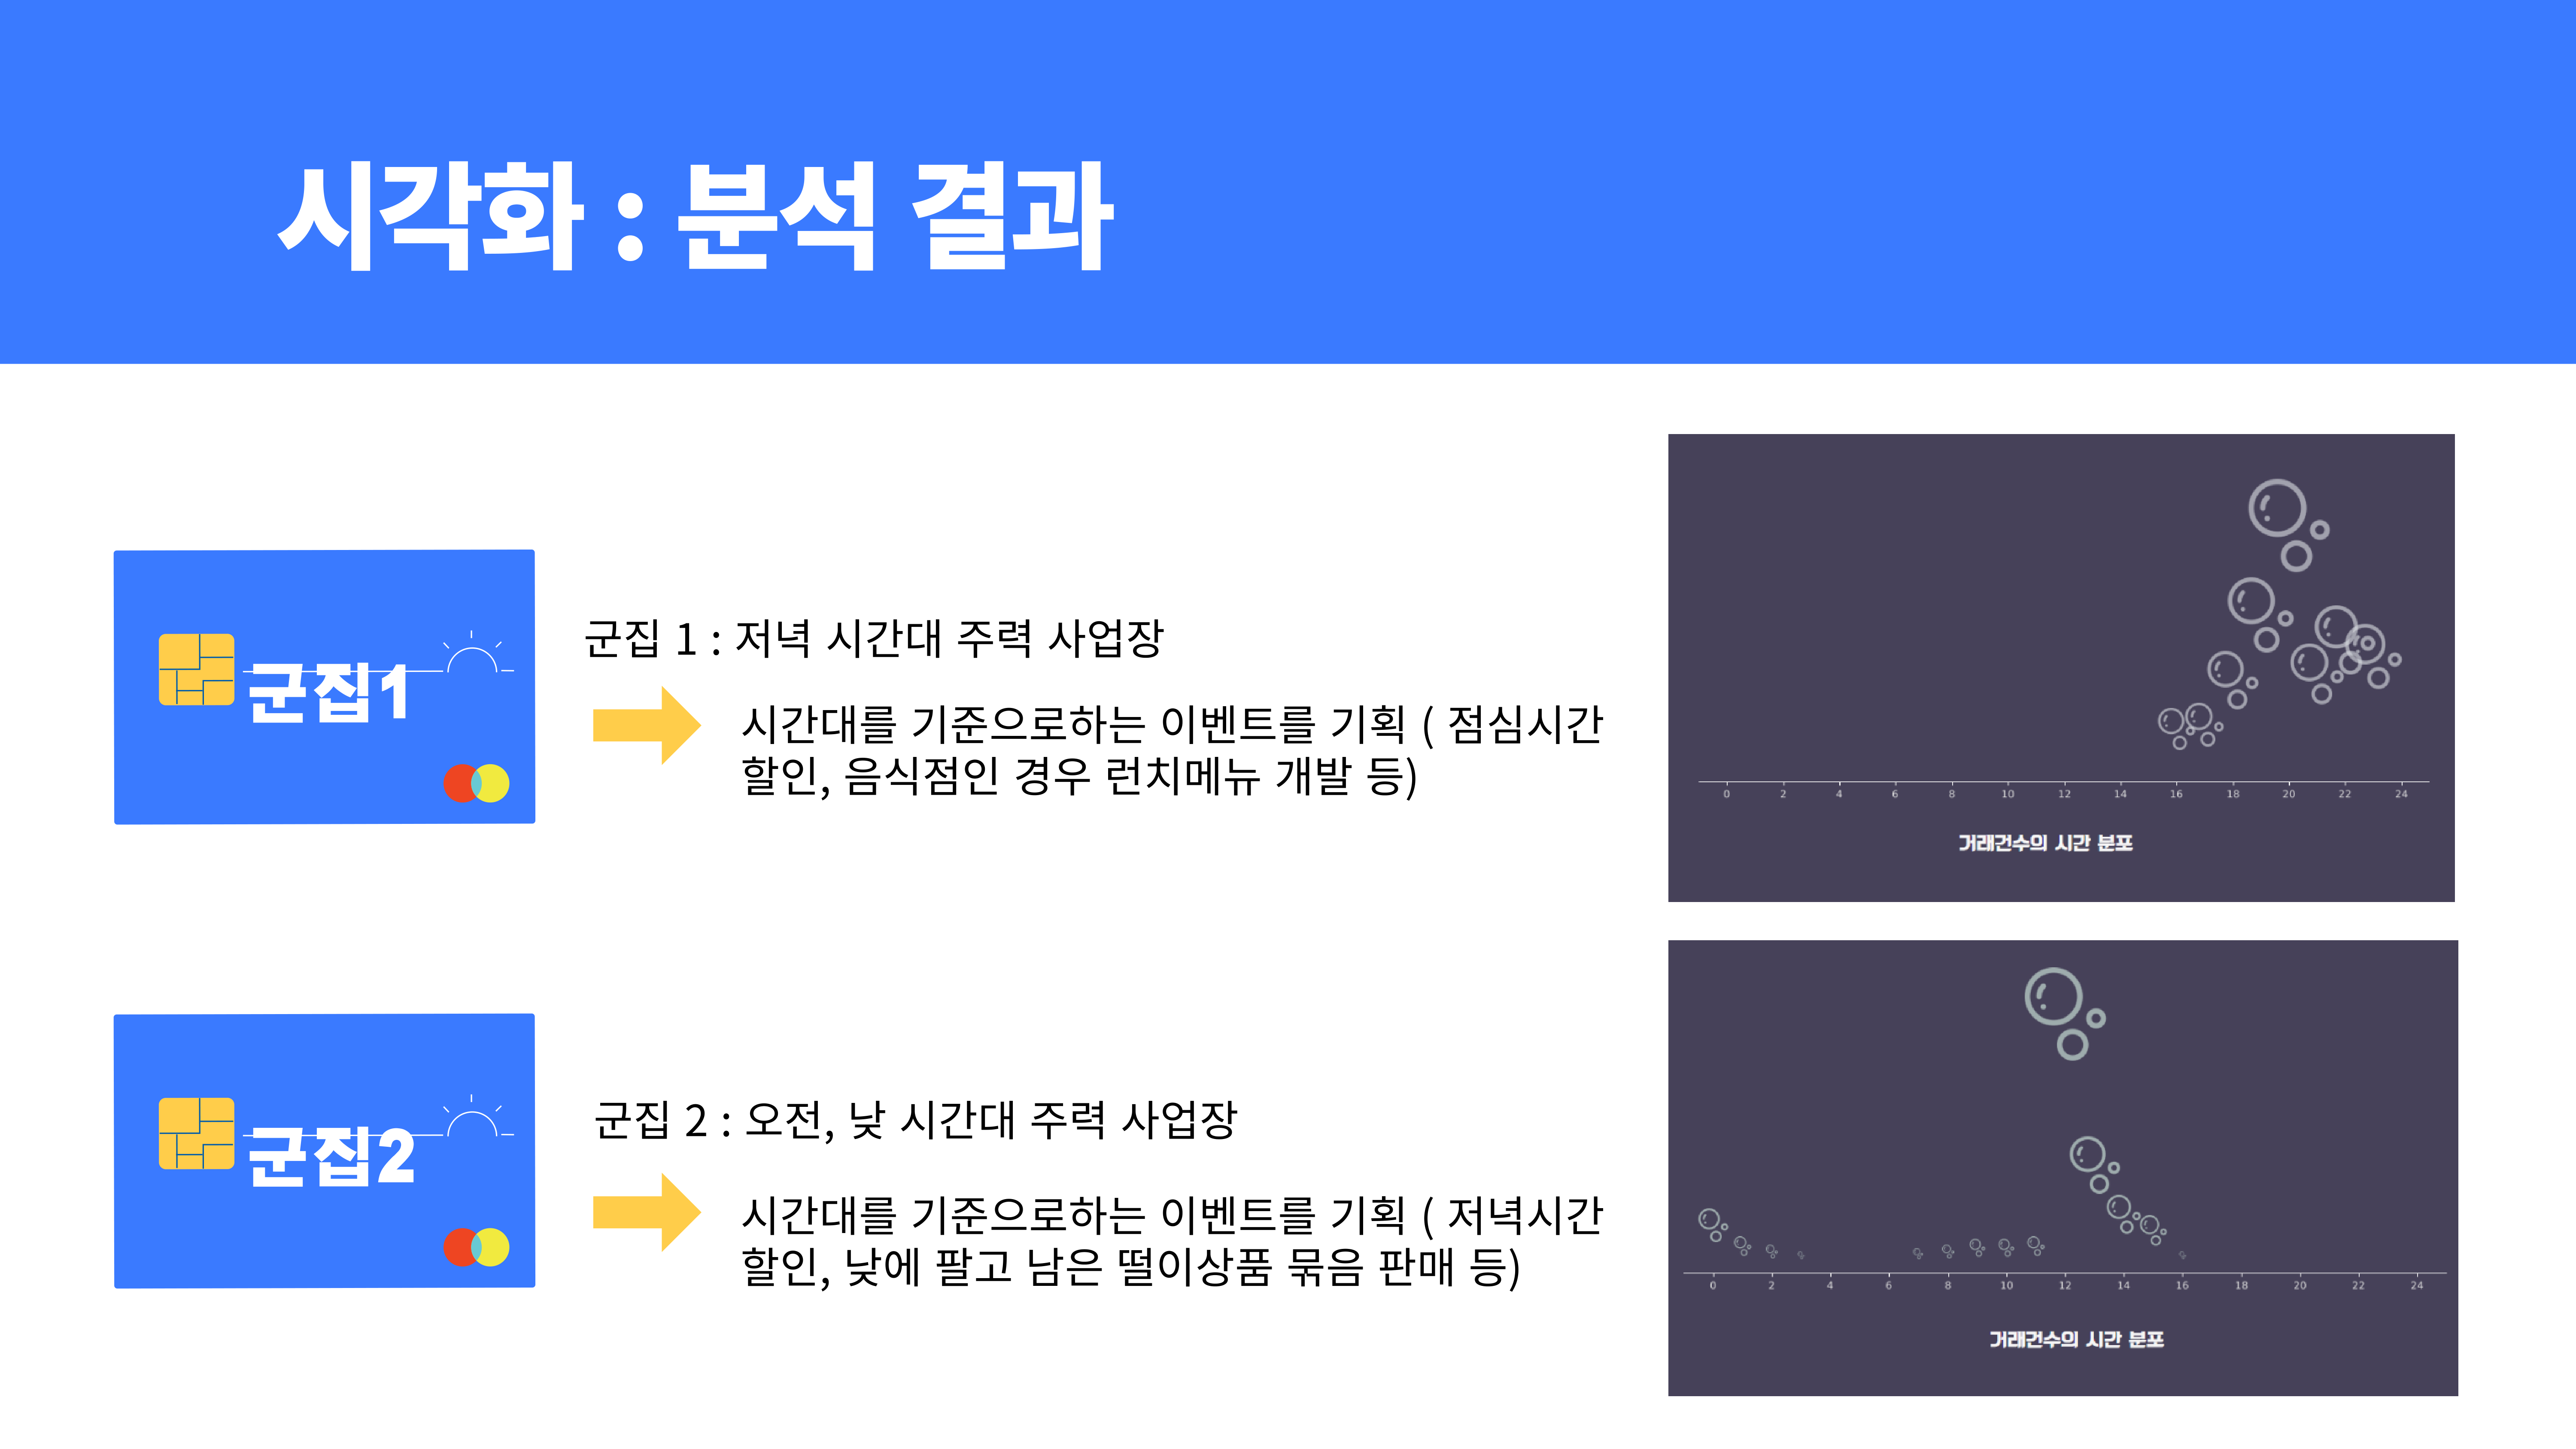 시각화 : 분석 결과
군집1
군집 1 : 저녁 시간대 주력 사업장
시간대를 기준으로하는 이벤트를 기획 ( 점심시간
할인, 음식점인 경우 런치메뉴 개발 등)
0 2 4 6 8 10 12 14 16 18 20 22 24
거래건수의 시간 분포
군집2
군집 2 : 오전, 낮 시간대 주력 사업장
시간대를 기준으로하는 이벤트를 기획 ( 저녁시간
할인, 낮에 팔고 남은 떨이상품 묶음 판매 등)
0 2 4 6 8 10 12 14 16 18 20 22 24
거래건수의 시간 분포